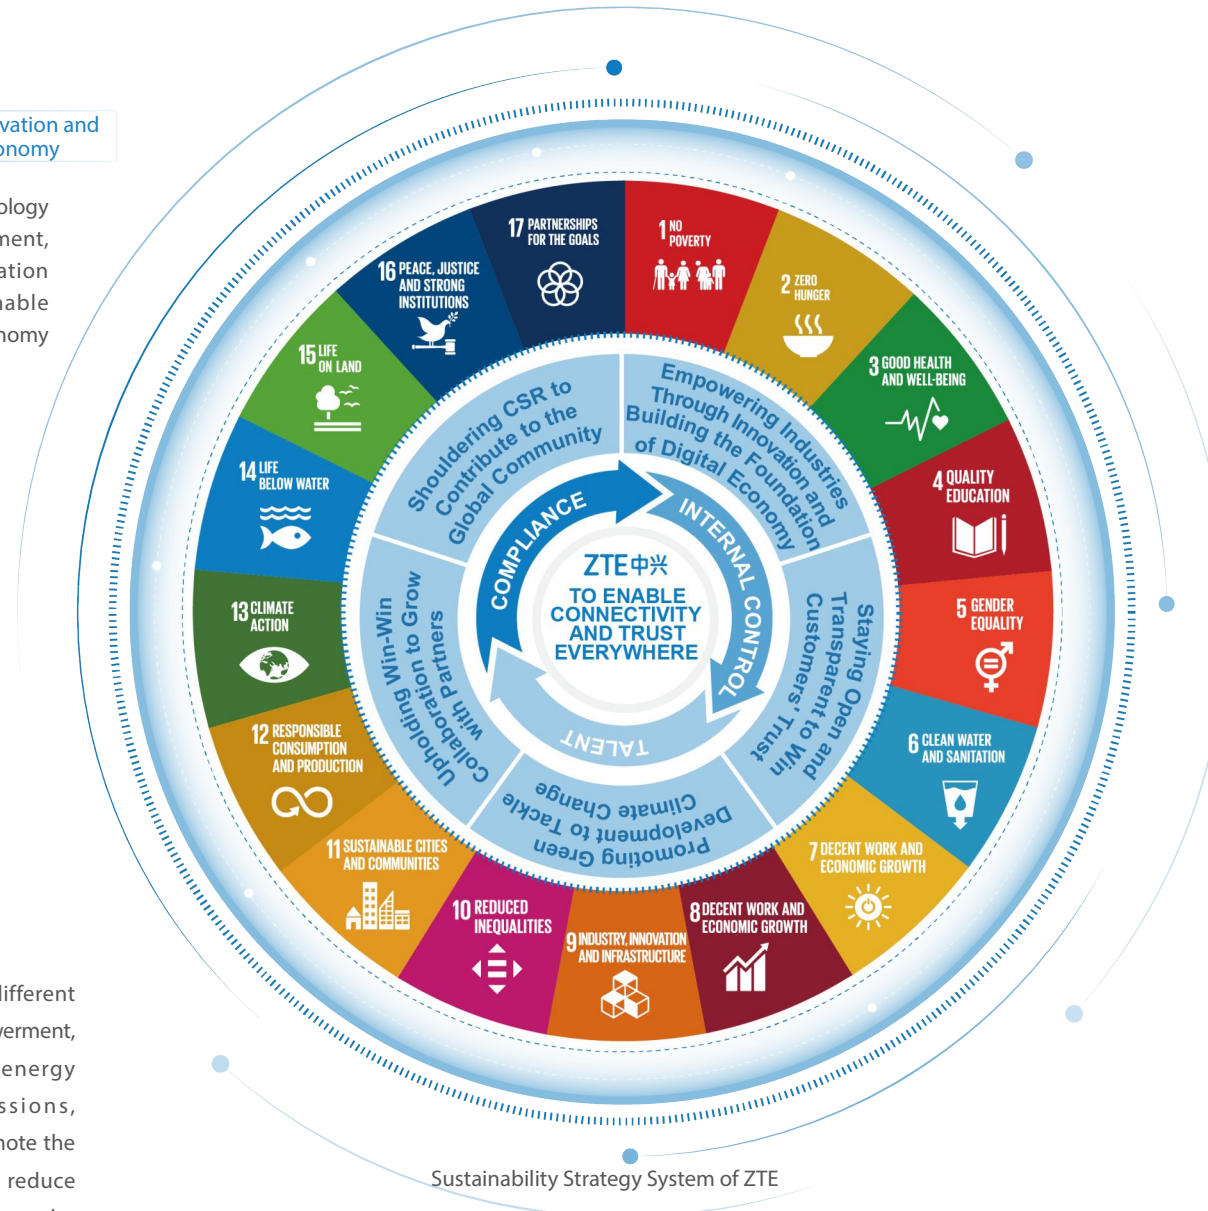 vation and
onomy
ology
ment,
ation
nable
nomy
17 PARTNERSHIPS
FOR THE GOALS
1 NO
POVERTY
2 ZERO
HUNGER
3 GOOD HEALTH
AND WELL-BEING
4 QUALITY
EDUCATION
5 GENDER
EQUALITY
6 CLEAN WATER
AND SANITATION
7 DECENT WORK AND
ECONOMIC GROWTH
8 DECENT WORK AND
ECONOMIC GROWTH
9 INDUSTRY, INNOVATION
AND INFRASTRUCTURE
10 REDUCED
INEQUALITIES
11 SUSTAINABLE CITIES
AND COMMUNITIES
12 RESPONSIBLE
CONSUMPTION
AND PRODUCTION
13 CLIMATE
ACTION
14 LIFE
BELOW WATER
15 LIFE
ON LAND
16 PEACE, JUSTICE
AND STRONG
INSTITUTIONS
Shouldering CSR to
Contribute to the
Global Community
Empowering Industries
Through Innovation and
Building the Foundation
of Digital Economy
Staying Open and
Transparent to Win
Customers' Trust
Promoting Green
Development to Tackle
Climate Change
Upholding Win-Win
Collaboration to Grow
with Partners
COMPLIANCE
INTERNAL CONTROL
TALENT
ZTE中兴
TO ENABLE
CONNECTIVITY
AND TRUST
EVERYWHERE
different
verment,
energy
ssions,
note the
reduce
Sustainability Strategy System of ZTE